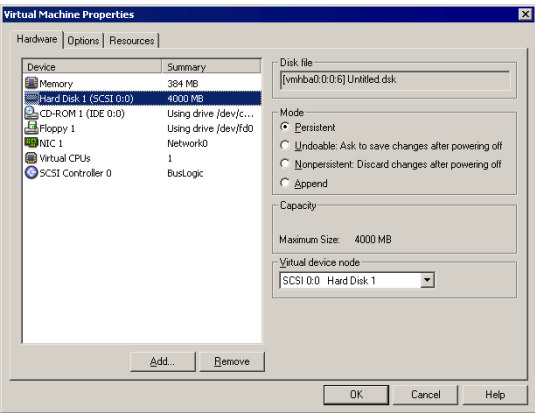 Virtual Machine Properties
Hardware Options Resources
Device Summary
Memory 384 MB
Hard Disk 1 (SCSI 0:0) 4000 MB
CD-ROM 1 (IDE 0:0) Using drive /dev/c...
Floppy 1 Using drive /dev/fd0
NIC 1 Network0
Virtual CPUs 1
SCSI Controller 0 BusLogic
Add... Remove
Disk file
[vmhba0:0:0:6] Untitled.dsk
Mode
Persistent
Undoable: Ask to save changes after powering off
Nonpersistent: Discard changes after powering off
Append
Capacity
Maximum Size: 4000 MB
Virtual device node
SCSI 0:0 Hard Disk 1
OK Cancel Help